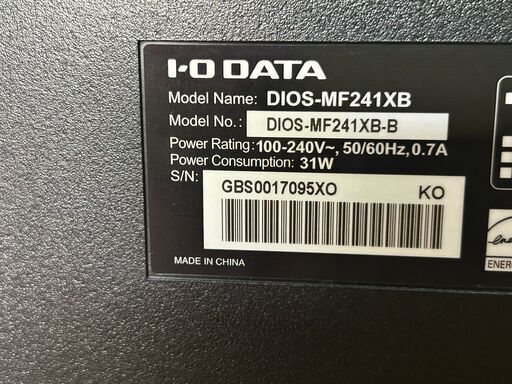 I-O DATA
Model Name: DIOS-MF241XB
Model No.: DIOS-MF241XB-B
Power Rating: 100-240V~, 50/60Hz, 0.7A
Power Consumption: 31W
S/N:
GBS0017095XO KO
MADE IN CHINA